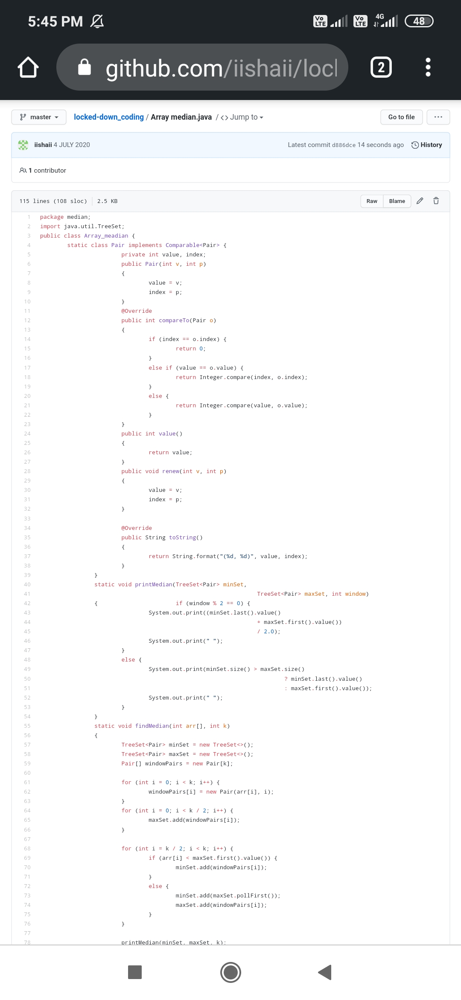 5:45 PM Vo LTE Vo LTE 4G 48
github.com/iishaii/loc 2
master locked-down_coding / Array median.java / <> Jump to Go to file ...
iishaii 4 JULY 2020 Latest commit d886dce 14 seconds ago History
1 contributor
115 lines (108 sloc) 2.5 KB Raw Blame
1 package median;
2 import java.util.TreeSet;
3 public class Array_meadian {
4 static class Pair implements Comparable<Pair> {
5 private int value, index;
6 public Pair(int v, int p)
7 {
8 value = v;
9 index = p;
10 }
11 @Override
12 public int compareTo(Pair o)
13 {
14 if (index == o.index) {
15 return 0;
16 }
17 else if (value == o.value) {
18 return Integer.compare(index, o.index);
19 }
20 else {
21 return Integer.compare(value, o.value);
22 }
23 }
24 public int value()
25 {
26 return value;
27 }
28 public void renew(int v, int p)
29 {
30 value = v;
31 index = p;
32 }
33
34 @Override
35 public String toString()
36 {
37 return String.format("(%d, %d)", value, index);
38 }
39 }
40 static void printMedian(TreeSet<Pair> minSet,
41 TreeSet<Pair> maxSet, int window)
42 { if (window % 2 == 0) {
43 System.out.print((minSet.last().value()
44 + maxSet.first().value())
45 / 2.0);
46 System.out.print(" ");
47 }
48 else {
49 System.out.print(minSet.size() > maxSet.size()
50 ? minSet.last().value()
51 : maxSet.first().value());
52 System.out.print(" ");
53 }
54 }
55 static void findMedian(int arr[], int k)
56 {
57 TreeSet<Pair> minSet = new TreeSet<>();
58 TreeSet<Pair> maxSet = new TreeSet<>();
59 Pair[] windowPairs = new Pair[k];
60
61 for (int i = 0; i < k; i++) {
62 windowPairs[i] = new Pair(arr[i], i);
63 }
64 for (int i = 0; i < k / 2; i++) {
65 maxSet.add(windowPairs[i]);
66 }
67
68 for (int i = k / 2; i < k; i++) {
69 if (arr[i] < maxSet.first().value()) {
70 minSet.add(windowPairs[i]);
71 }
72 else {
73 minSet.add(maxSet.pollFirst());
74 maxSet.add(windowPairs[i]);
75 }
76 }
77
78 printMedian(minSet, maxSet, k);